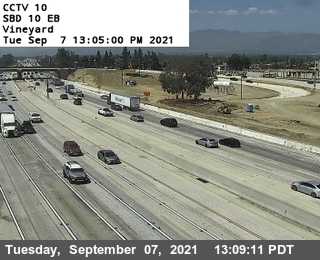 CCTV 10
SBD 10 EB
Vineyard
Tue Sep  7 13:05:00 PM 2021
Tuesday, September 07, 2021 13:09:11 PDT